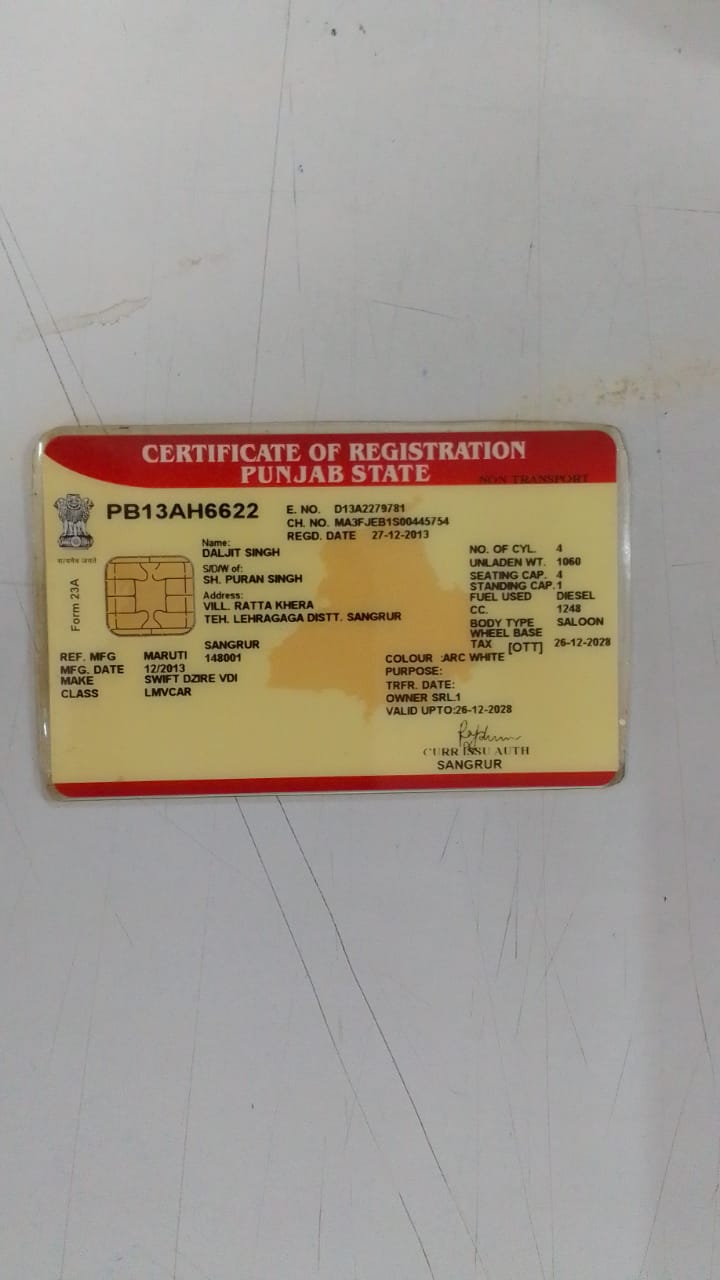 CERTIFICATE OF REGISTRATION
PUNJAB STATE
NON TRANSPORT
PB13AH6622
E. NO. D13A2279781
CH. NO. MA3FJEB1S00445754
REGD. DATE 27-12-2013
सत्यमेव जयते
Form 23A
Name:
DALJIT SINGH
S/D/W of:
SH. PURAN SINGH
Address:
VILL. RATTA KHERA
TEH. LEHRAGAGA DISTT. SANGRUR
SANGRUR
148001
NO. OF CYL. 4
UNLADEN WT. 1060
SEATING CAP. 4
STANDING CAP.1
FUEL USED DIESEL
CC. 1248
BODY TYPE SALOON
WHEEL BASE
TAX [OTT] 26-12-2028
REF. MFG MARUTI
MFG. DATE 12/2013
MAKE SWIFT DZIRE VDI
CLASS LMVCAR
COLOUR :ARC WHITE
PURPOSE:
TRFR. DATE:
OWNER SRL.1
VALID UPTO:26-12-2028
CURR ISSU AUTH
SANGRUR